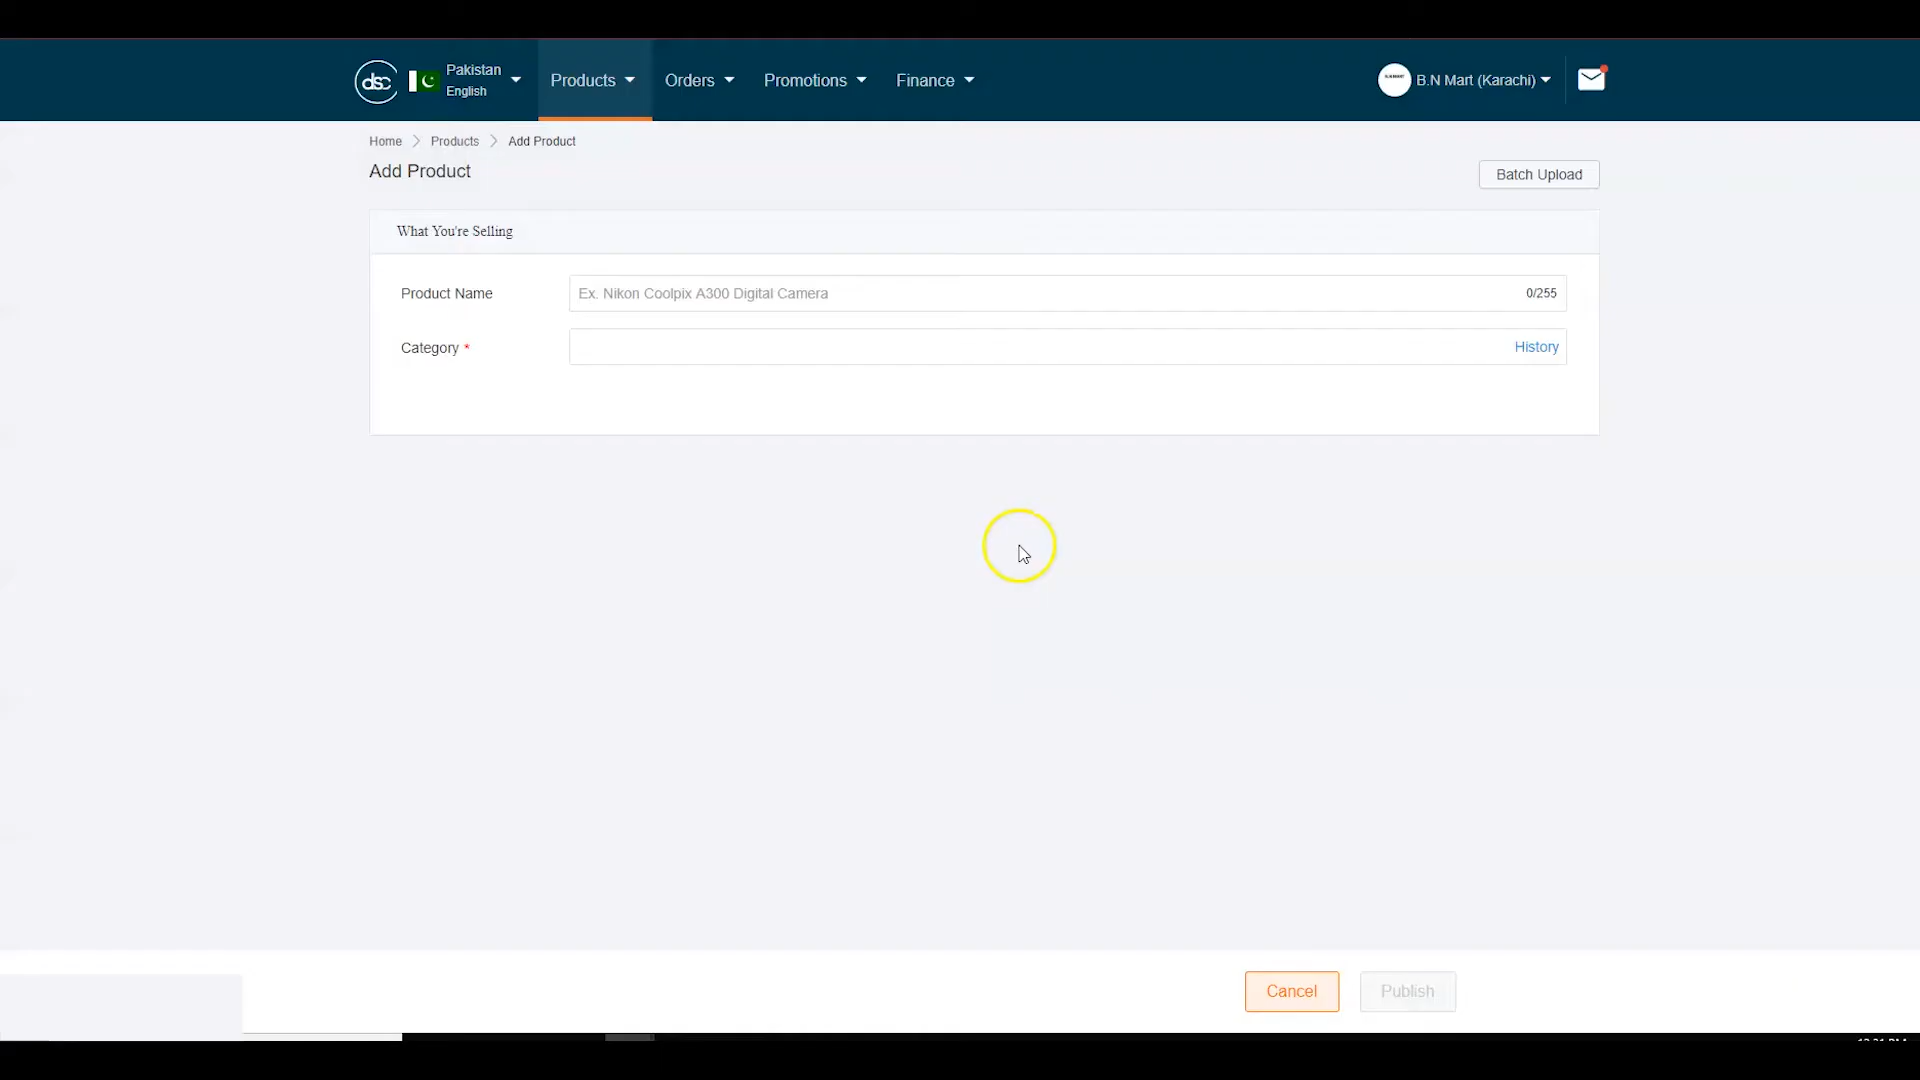 dsc
Pakistan
English
Products
Orders
Promotions
Finance
B.N Mart (Karachi)
Home > Products > Add Product
Add Product
Batch Upload
What You're Selling
Product Name
Ex. Nikon Coolpix A300 Digital Camera
0/255
Category *
History
Cancel
Publish